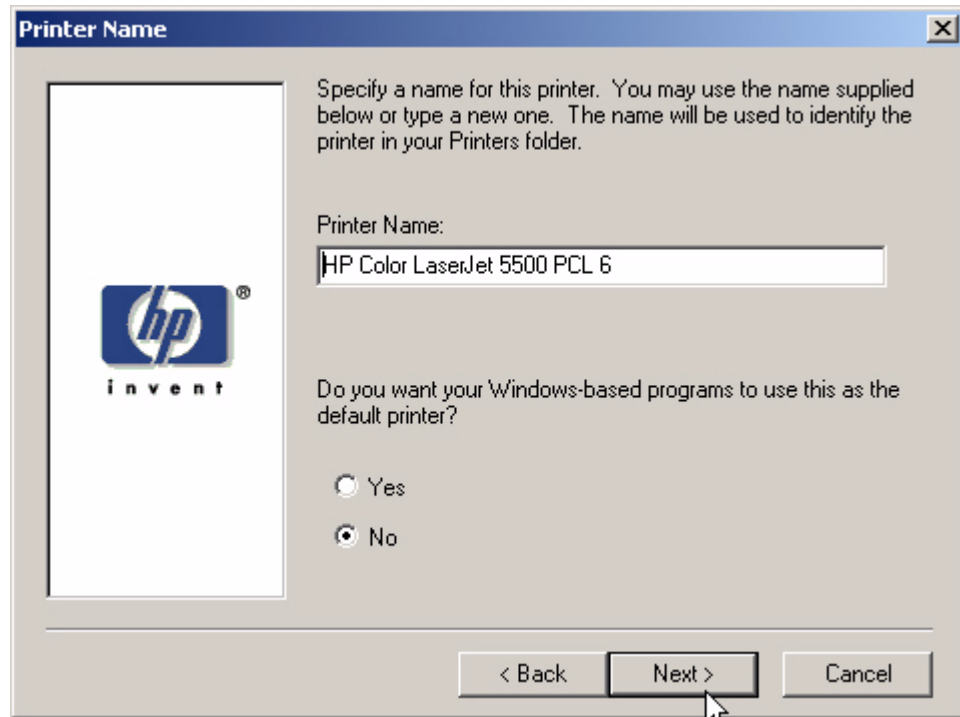 Printer Name
Specify a name for this printer. You may use the name supplied
below or type a new one. The name will be used to identify the
printer in your Printers folder.
Printer Name:
HP Color LaserJet 5500 PCL 6
hp ®
invent
Do you want your Windows-based programs to use this as the
default printer?
Yes
No
< Back
Next >
Cancel